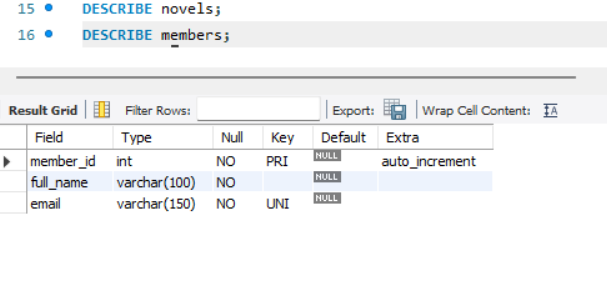 15 DESCRIBE novels;
16 DESCRIBE members;
Result Grid Filter Rows: Export: Wrap Cell Content: IA
Field Type Null Key Default Extra
member_id int NO PRI NULL auto_increment
full_name varchar(100) NO NULL
email varchar(150) NO UNI NULL